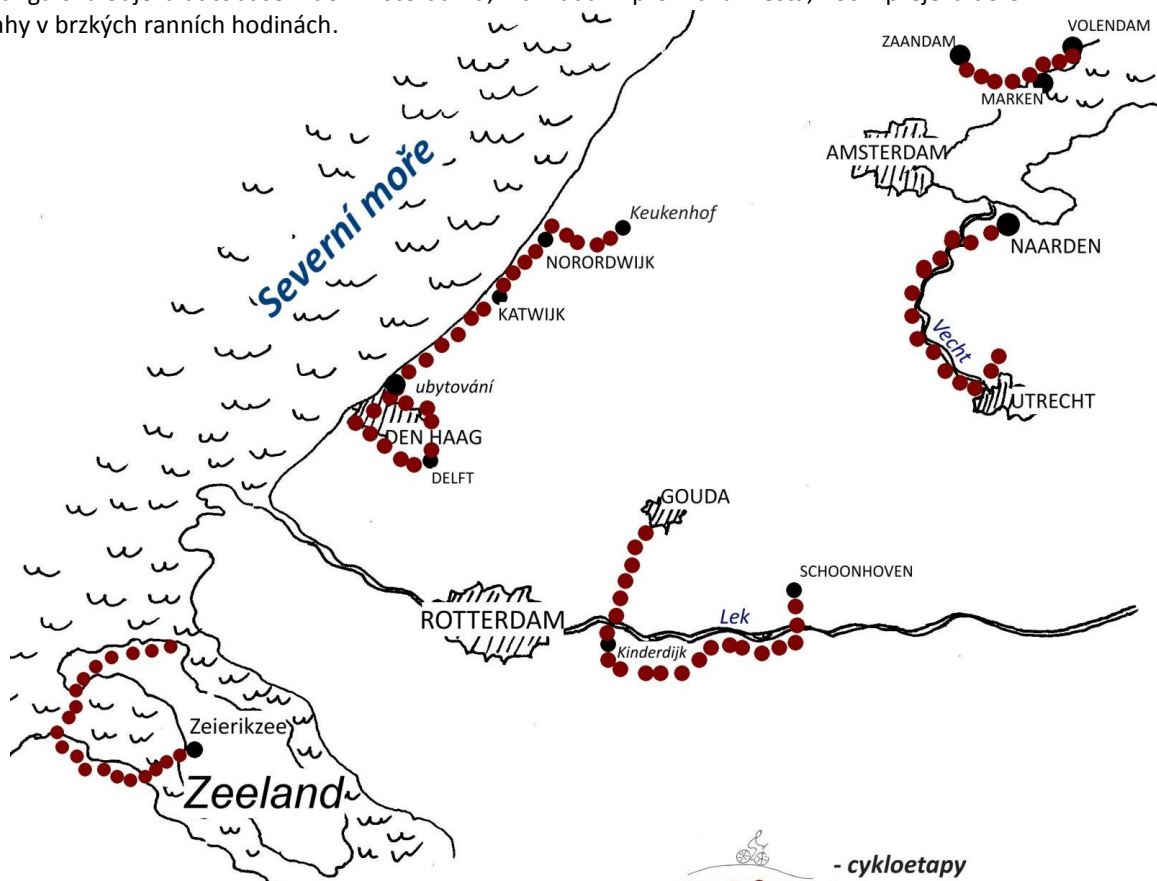 ahy v brzkých ranních hodinách.
VOLENDAM
ZAANDAM
MARKEN
AMSTERDAM
Severní moře
Keukenhof
NAARDEN
NORORDWIJK
KATWIJK
Vecht
ubytování
UTRECHT
DEN HAAG
DELFT
GOUDA
SCHOONHOVEN
ROTTERDAM
Lek
Kinderdijk
Zeierikzee
Zeeland
- cykloetapy